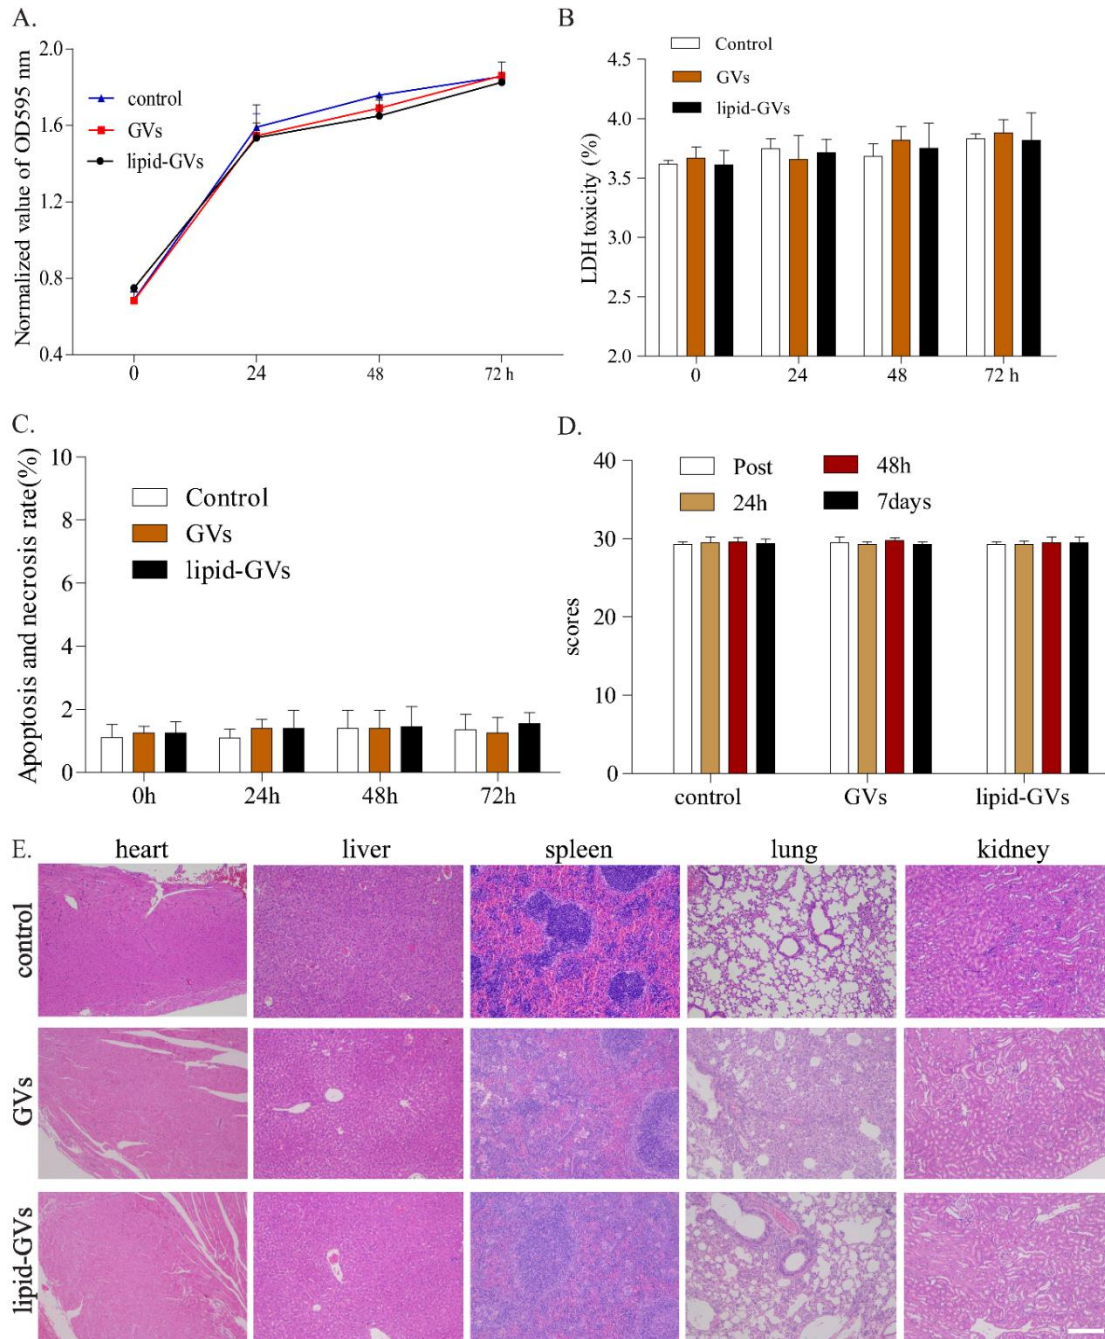 A.
Normalized value of OD595 nm
2.0
1.6
1.2
0.8
0.4
control
GVs
lipid-GVs
0 24 48 72 h
B
LDH toxicity (%)
4.5
4.0
3.5
3.0
2.5
2.0
Control
GVs
lipid-GVs
0 24 48 72 h
C.
Apoptosis and necrosis rate(%)
10
8
6
4
2
0
Control
GVs
lipid-GVs
0h 24h 48h 72h
D.
scores
40
30
20
10
0
Post 48h
24h 7days
control GVs lipid-GVs
E.
heart liver spleen lung kidney
control
GVs
lipid-GVs